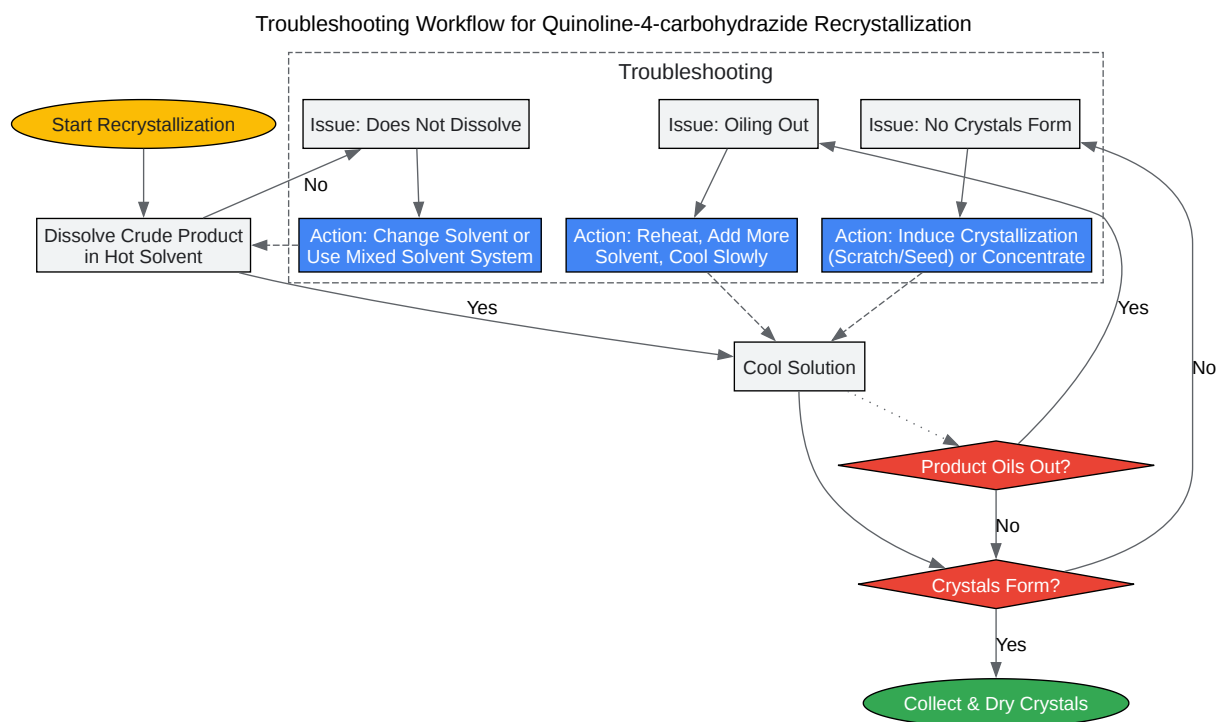 Troubleshooting Workflow for Quinoline-4-carbohydrazide Recrystallization
Troubleshooting
Start Recrystallization
Issue: Does Not Dissolve
Issue: Oiling Out
Issue: No Crystals Form
No
Dissolve Crude Product
in Hot Solvent
Action: Change Solvent or
Use Mixed Solvent System
Action: Reheat, Add More
Solvent, Cool Slowly
Action: Induce Crystallization
(Scratch/Seed) or Concentrate
Yes
Yes
Cool Solution
No
Product Oils Out?
No
Crystals Form?
Yes
Collect & Dry Crystals